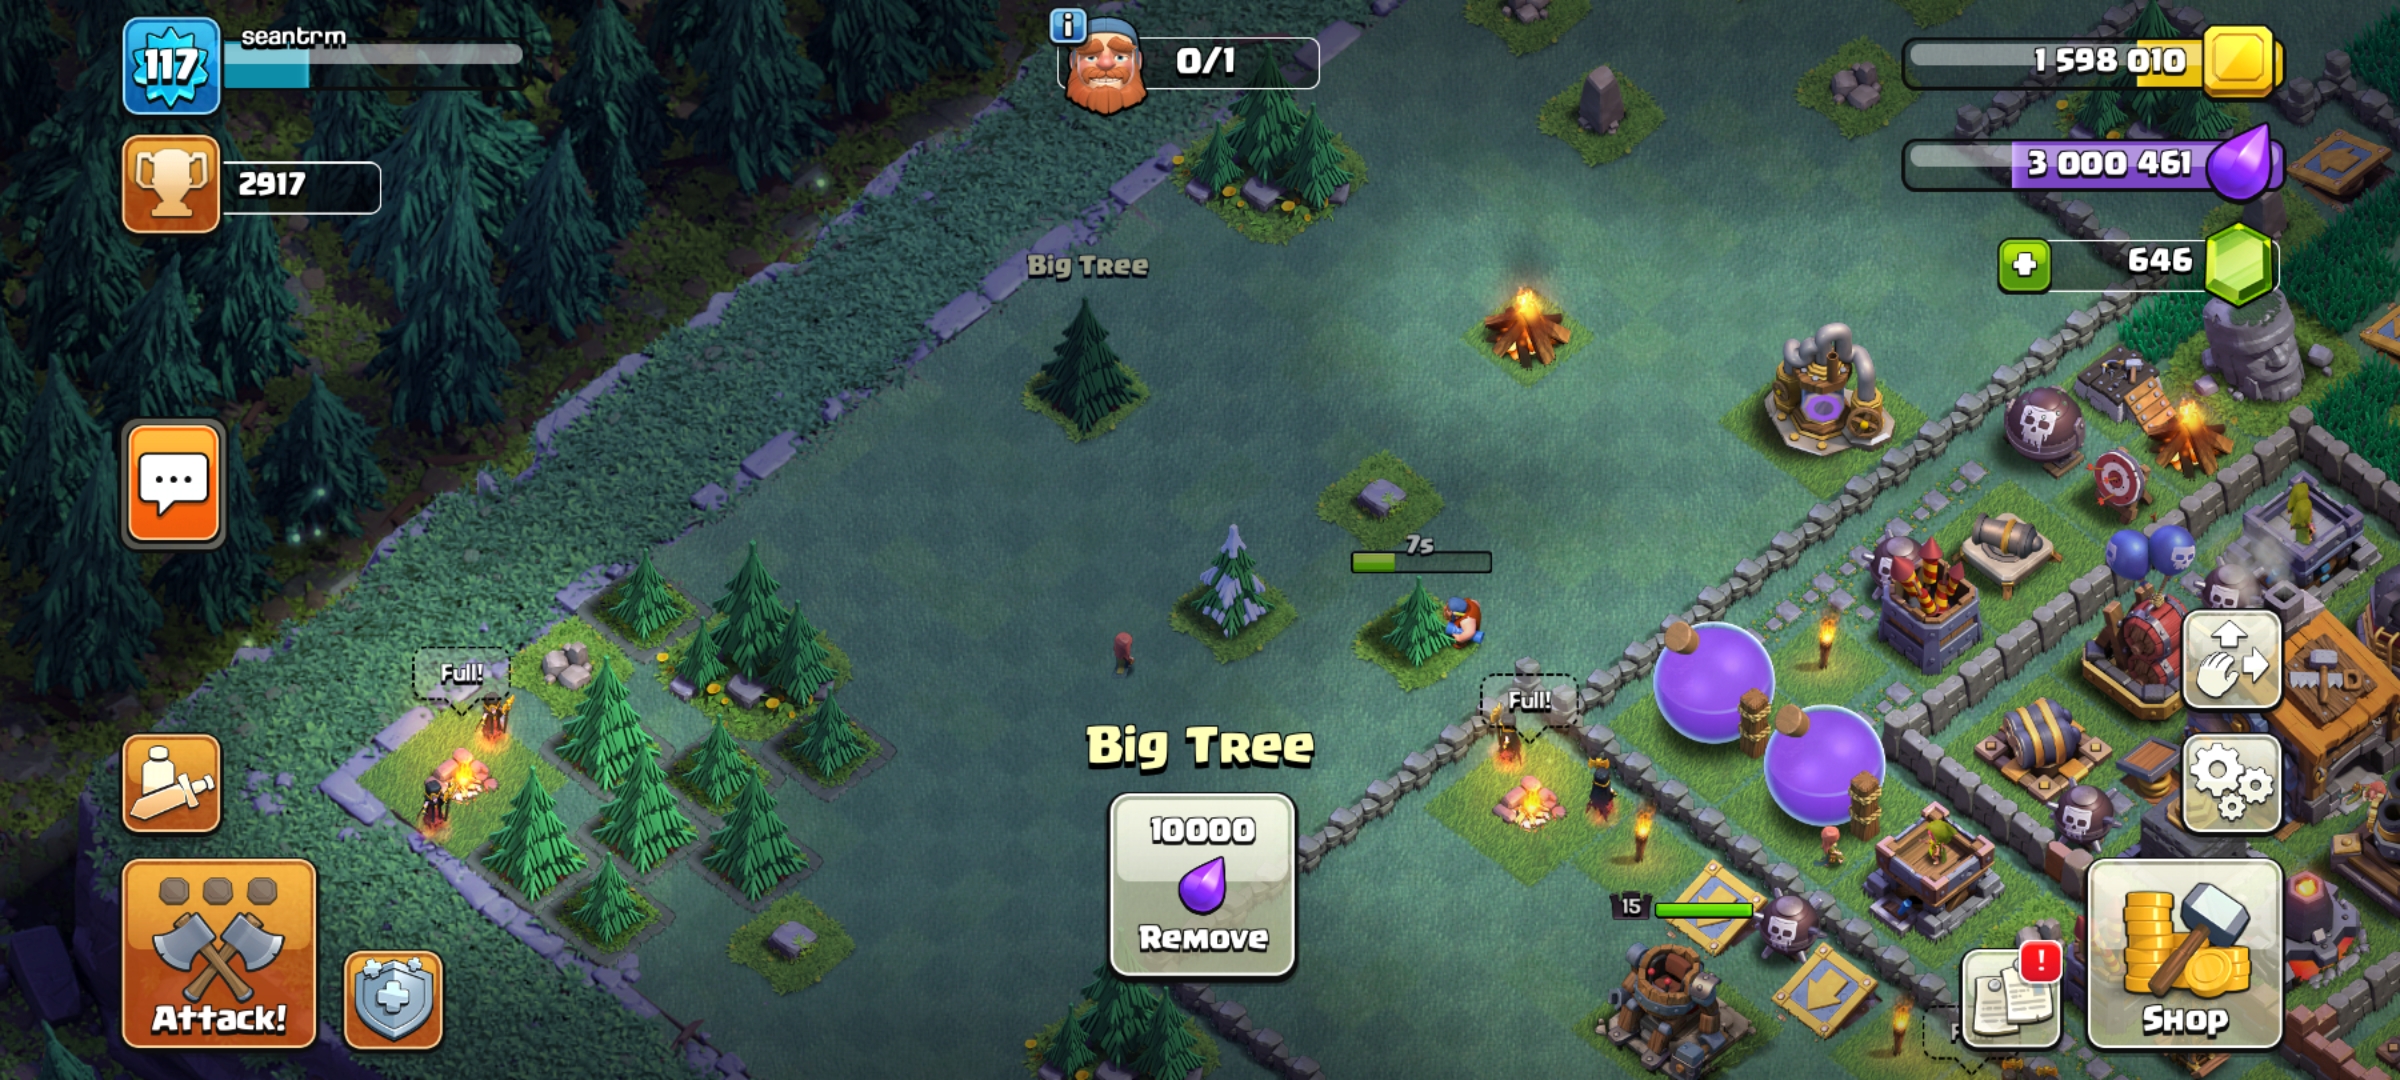 117
seantrm
i
0/1
1 598 010
2917
3 000 461
646
Big Tree
7s
Full!
Full!
Big Tree
10000
Remove
15
Attack!
!
Shop